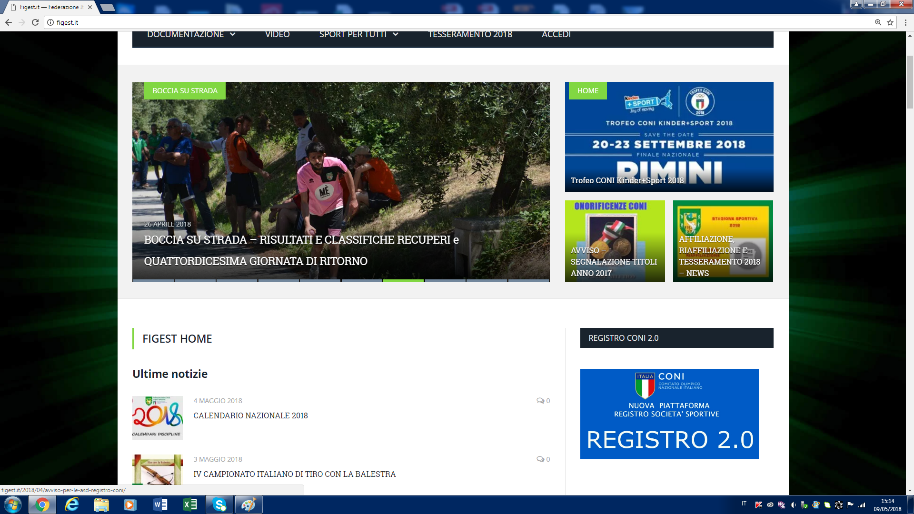 Figest.it — Federazione
figest.it
DOCUMENTAZIONE
VIDEO
SPORT PER TUTTI
TESSERAMENTO 2018
ACCEDI
BOCCIA SU STRADA
26 APRILE 2018
BOCCIA SU STRADA – RISULTATI E CLASSIFICHE RECUPERI e
QUATTORDICESIMA GIORNATA DI RITORNO
HOME
+SPORT
TROFEO CONI KINDER+SPORT 2018
SAVE THE DATE
20-23 SETTEMBRE 2018
FINALE NAZIONALE
RIMINI
Trofeo CONI Kinder+Sport 2018
ONORIFICENZE CONI
AVVISO
SEGNALAZIONE TITOLI
ANNO 2017
STAGIONE SPORTIVA
2018
AFFILIAZIONE,
RIAFFILIAZIONE E
TESSERAMENTO 2018
– NEWS
FIGEST HOME
Ultime notizie
2018
CALENDARI DISCIPLINE
4 MAGGIO 2018
0
CALENDARIO NAZIONALE 2018
3 MAGGIO 2018
0
IV CAMPIONATO ITALIANO DI TIRO CON LA BALESTRA
REGISTRO CONI 2.0
ITALIA
CONI
COMITATO OLIMPICO
NAZIONALE ITALIANO
NUOVA PIATTAFORMA
REGISTRO SOCIETA' SPORTIVE
REGISTRO 2.0
figest.it/2018/04/avviso-per-le-asd-registro-coni/
IT
15:14
09/05/2018